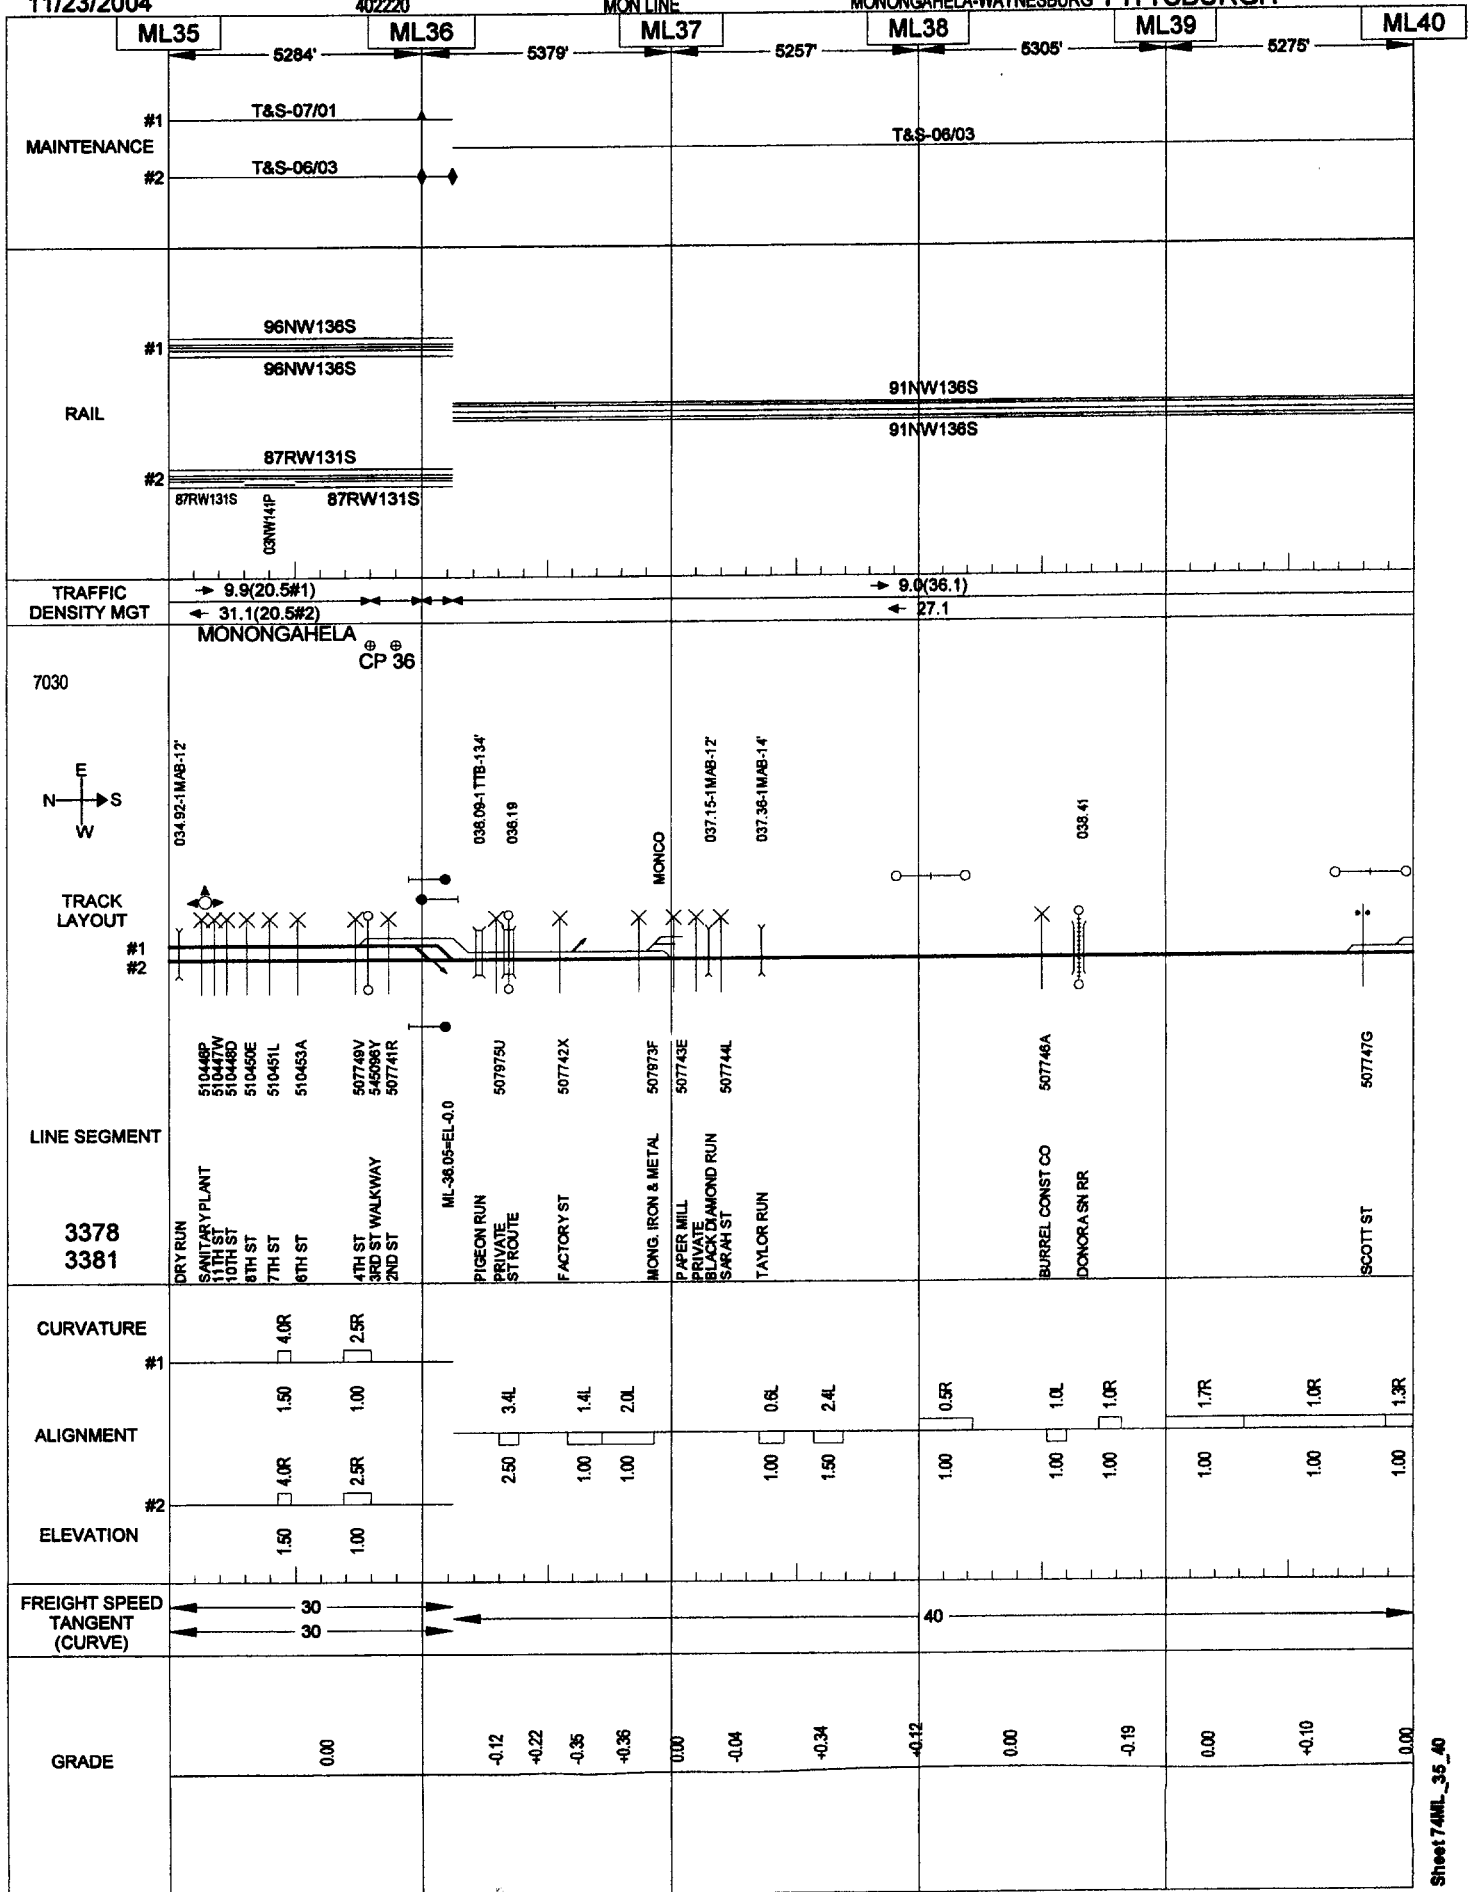 11/23/2004 402220 MON LINE MONONGAHELA-WAYNESBURG PITTSBURGH
ML35 ML36 ML37 ML38 ML39 ML40
5284' 5379' 5257' 5305' 5275'
#1 T&S-07/01
MAINTENANCE T&S-06/03
#2 T&S-06/03
96NW136S
#1
96NW136S
91NW136S
RAIL
91NW136S
87RW131S
#2
87RW131S 03NW141P 87RW131S
TRAFFIC 9.9(20.5#1) 9.0(36.1)
DENSITY MGT 31.1(20.5#2) 27.1
MONONGAHELA
CP 36
7030
E
N S
W
034.92-1MAB-12'
036.09-1TTB-134'
036.19
MONCO
037.15-1MAB-12'
037.36-1MAB-14'
038.41
TRACK
LAYOUT
#1
#2
510446P
510447W
510448D
510450E
510451L
510453A
507749V
545096Y
507741R
507975U
507742X
507973F
507743E
507744L
507746A
507747G
LINE SEGMENT
3378
3381
DRY RUN
SANITARY PLANT
11TH ST
10TH ST
8TH ST
7TH ST
6TH ST
4TH ST
3RD ST WALKWAY
2ND ST
ML-36.05=EL-0.0
PIGEON RUN
PRIVATE
ST ROUTE
FACTORY ST
MONG. IRON & METAL
PAPER MILL
PRIVATE
BLACK DIAMOND RUN
SARAH ST
TAYLOR RUN
BURREL CONST CO
DONORA SN RR
SCOTT ST
CURVATURE
#1 4.0R 2.5R
1.50 1.00
3.4L 1.4L 2.0L 0.6L 2.4L 0.5R 1.0L 1.0R 1.7R 1.0R 1.3R
ALIGNMENT
2.50 1.00 1.00 1.00 1.50 1.00 1.00 1.00 1.00 1.00 1.00
#2 4.0R 2.5R
ELEVATION 1.50 1.00
FREIGHT SPEED 30
TANGENT 40
(CURVE) 30
GRADE 0.00 -0.12 +0.22 -0.35 +0.36 0.00 -0.04 +0.34 +0.12 0.00 -0.19 0.00 +0.10 0.00
Sheet 74ML_35_40